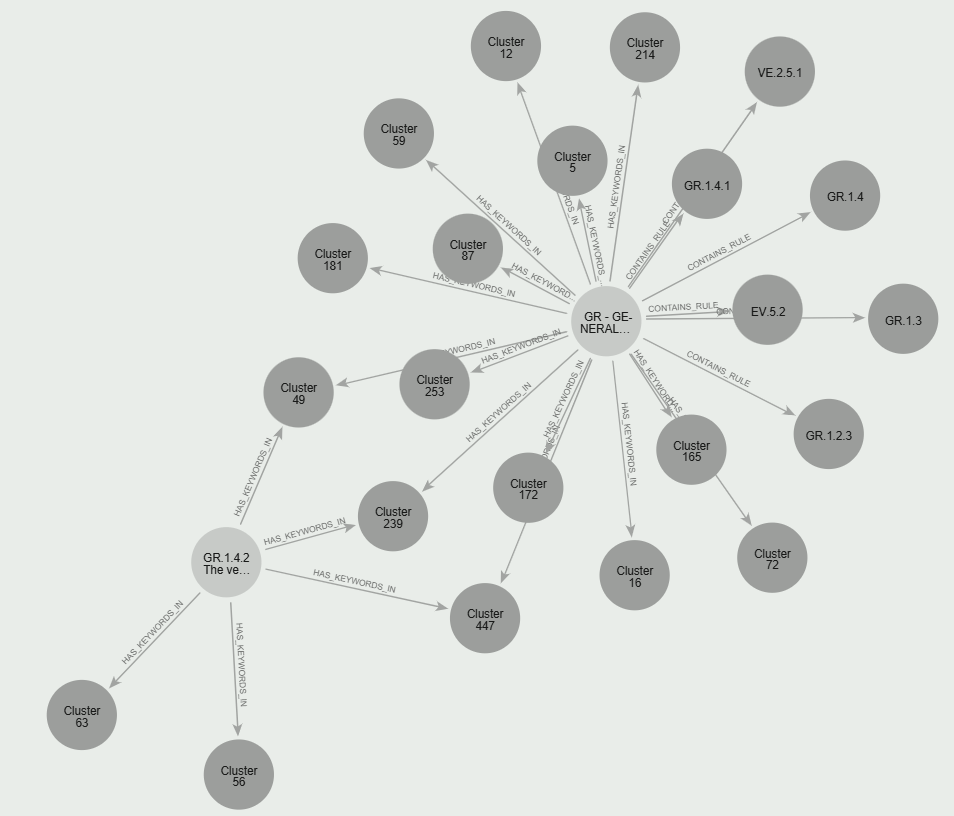 Cluster
12
Cluster
214
VE.2.5.1
Cluster
59
Cluster
5
GR.1.4.1
GR.1.4
HAS_KEYWORDS_IN
HAS_KEYWORDS_IN
HAS_KEYWORDS...
CONTAINS_RULE
CONTAINS_RULE
Cluster
181
Cluster
87
HAS_KEYWORD...
HAS_KEYWORDS_IN
GR - GE-
NERAL...
CONTAINS_RULE
EV.5.2
GR.1.3
HAS_KEYWORDS_IN
CONTAINS_RULE
Cluster
49
Cluster
253
HAS_KEYWORDS_IN
HAS_KEYWORDS_IN
HAS_KEYWORDS_IN
GR.1.2.3
Cluster
165
HAS_KEYWORDS_IN
Cluster
172
Cluster
239
HAS_KEYWORDS_IN
HAS_KEYWORDS_IN
GR.1.4.2
The ve...
Cluster
72
Cluster
16
HAS_KEYWORDS_IN
Cluster
447
HAS_KEYWORDS_IN
HAS_KEYWORDS_IN
Cluster
63
Cluster
56